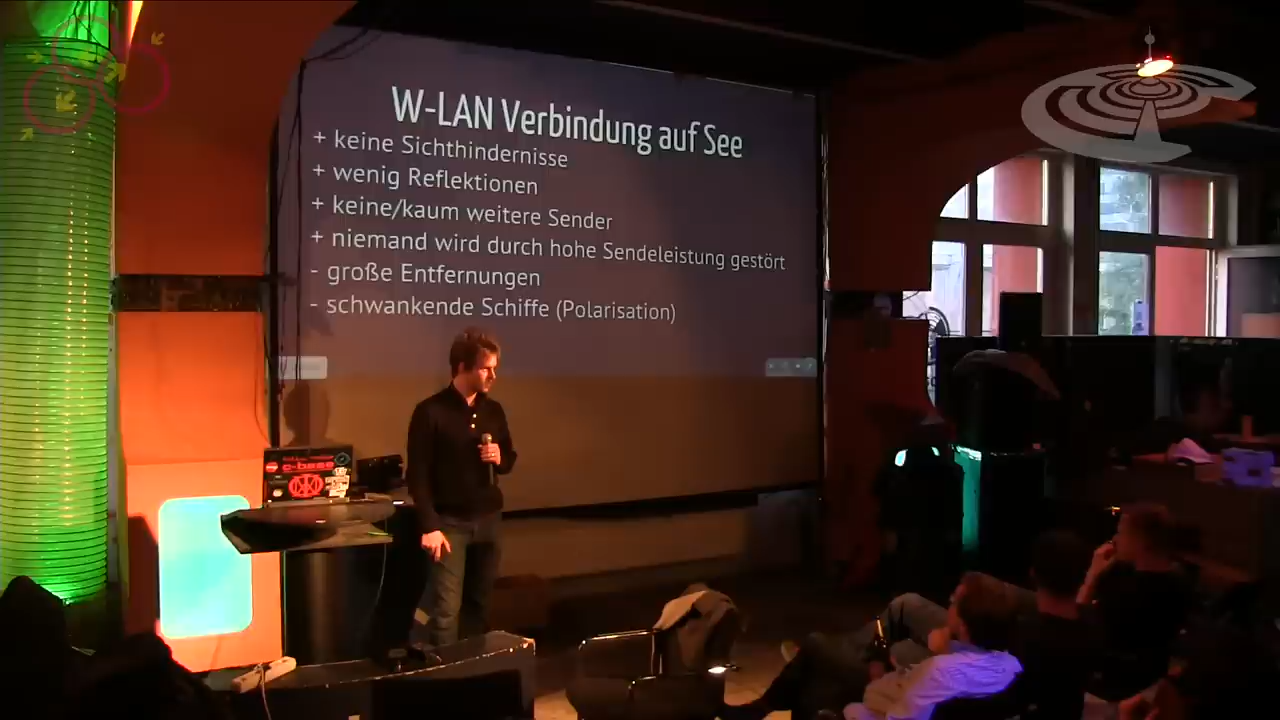 W-LAN Verbindung auf See
+ keine Sichthindernisse
+ wenig Reflektionen
+ keine/kaum weitere Sender
+ niemand wird durch hohe Sendeleistung gestört
- große Entfernungen
- schwankende Schiffe (Polarisation)
c-base